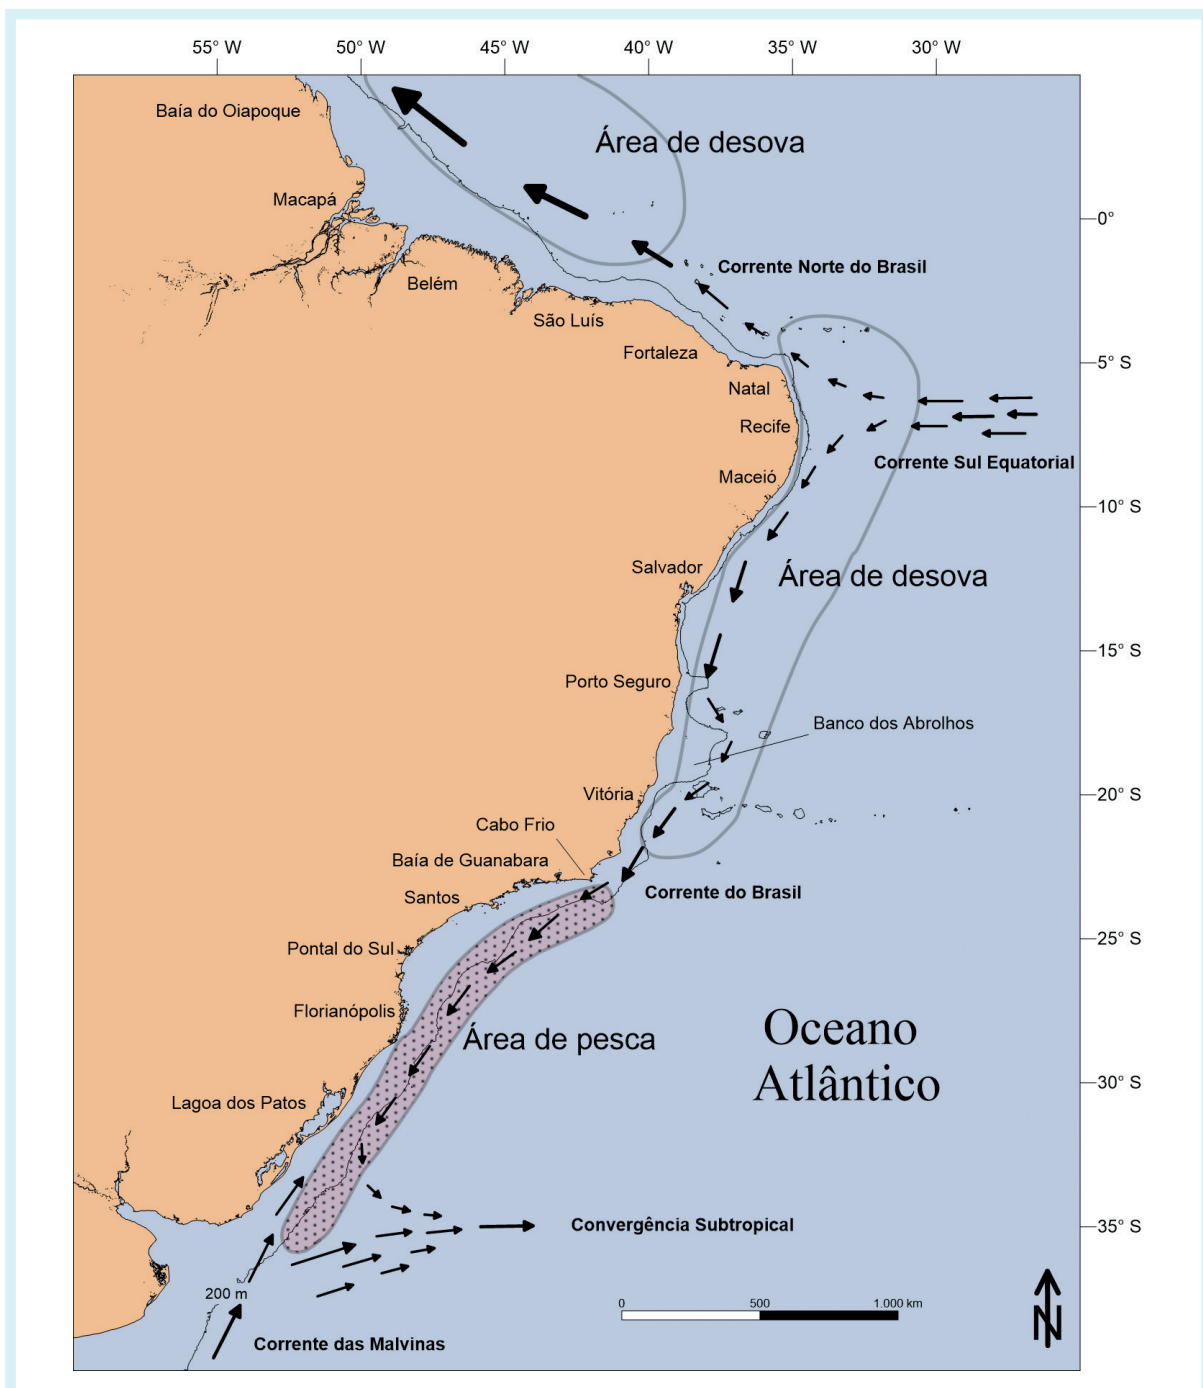 55° W
50° W
45° W
40° W
35° W
30° W
Baía do Oiapoque
Área de desova
Macapá
0°
Corrente Norte do Brasil
Belém
São Luís
Fortaleza
5° S
Natal
Recife
Corrente Sul Equatorial
Maceió
10° S
Salvador
Área de desova
15° S
Porto Seguro
Banco dos Abrolhos
Vitória
20° S
Cabo Frio
Baía de Guanabara
Corrente do Brasil
Santos
Pontal do Sul
25° S
Florianópolis
Área de pesca
Oceano
Atlântico
30° S
Lagoa dos Patos
Convergência Subtropical
35° S
200 m
0
500
1.000 km
N
Corrente das Malvinas